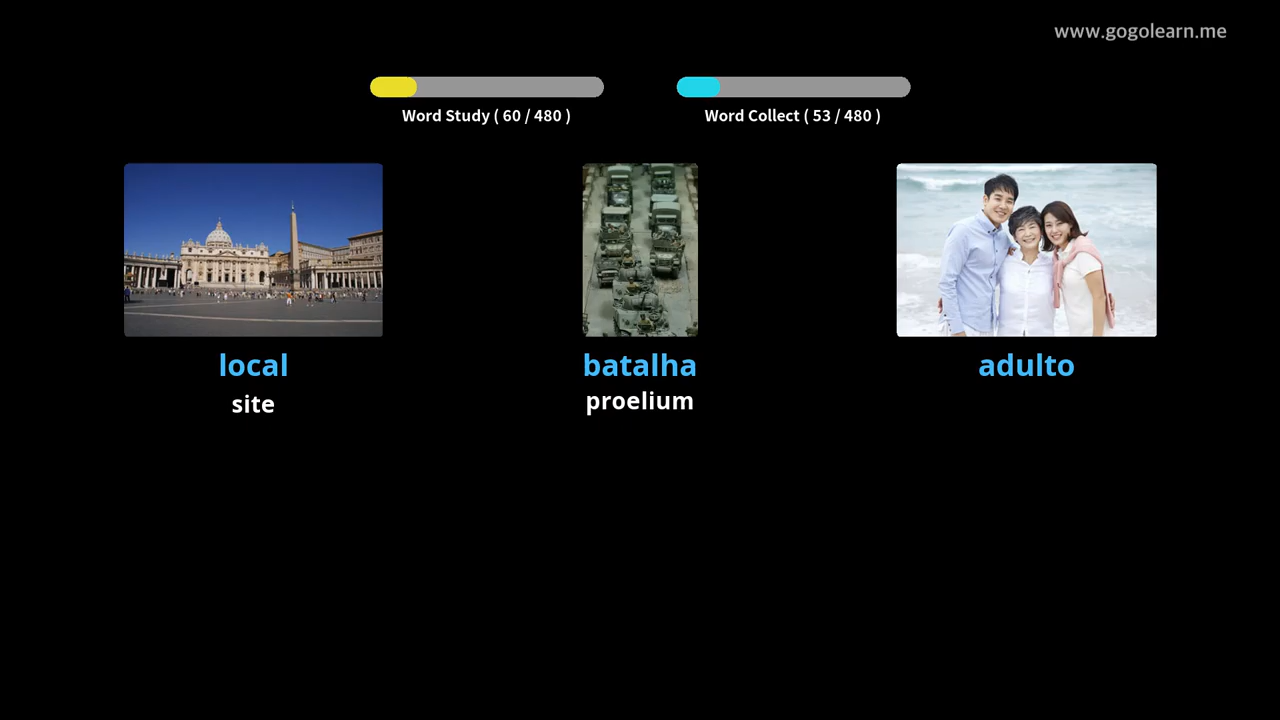 www.gogolearn.me
Word Study ( 60 / 480 )
Word Collect ( 53 / 480 )
local
batalha
adulto
site
proelium